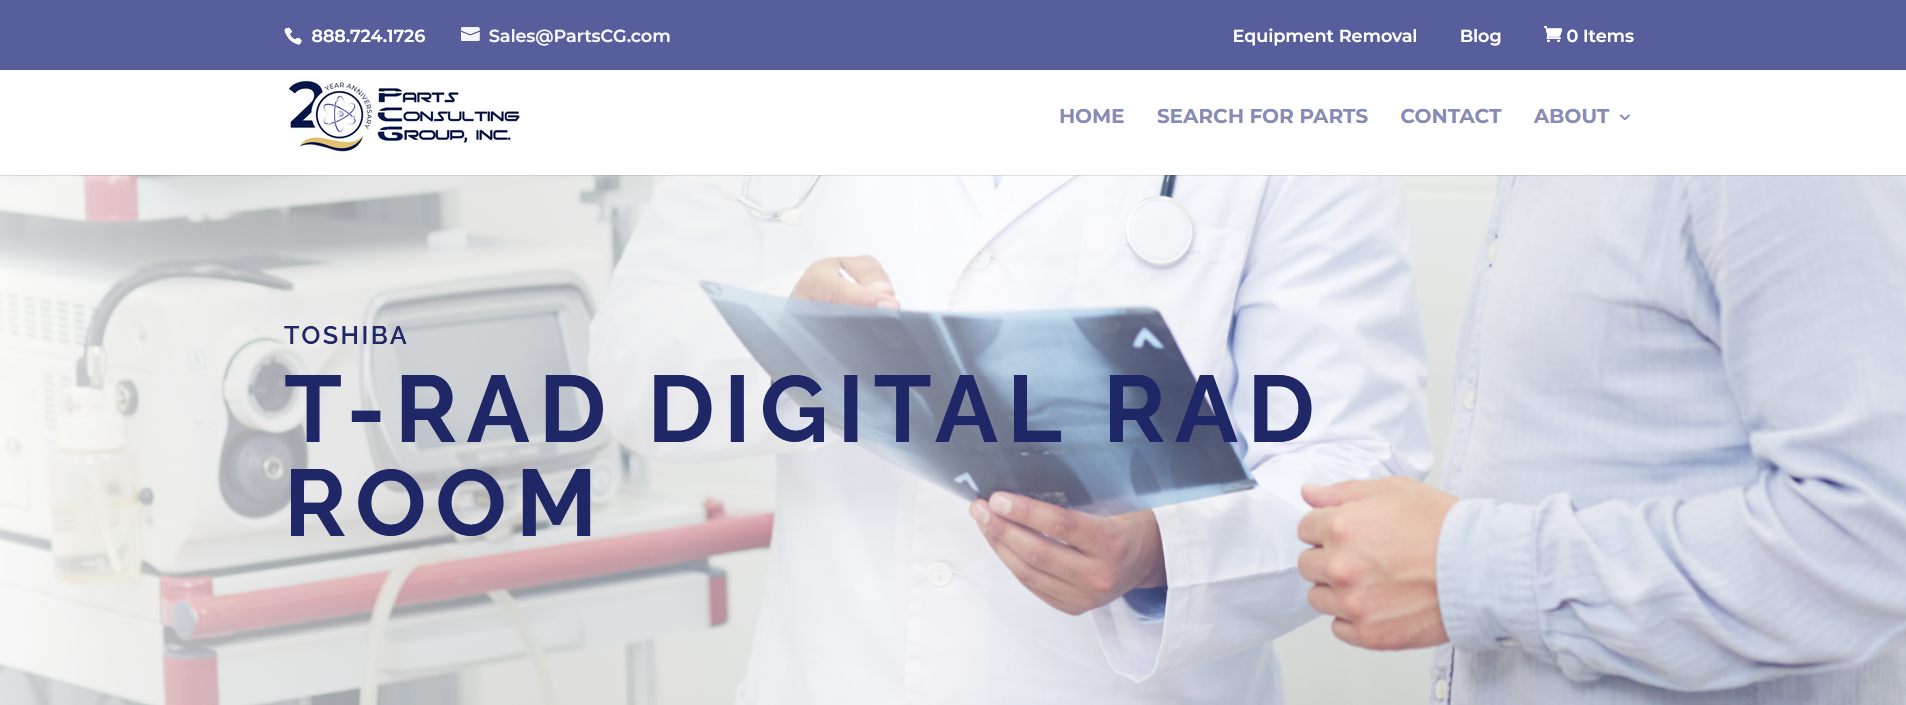 888.724.1726
Sales@PartsCG.com
Equipment Removal
Blog
0 Items
20 YEAR ANNIVERSARY
Parts
Consulting
Group, Inc.
HOME
SEARCH FOR PARTS
CONTACT
ABOUT
TOSHIBA
T-RAD DIGITAL RAD
ROOM